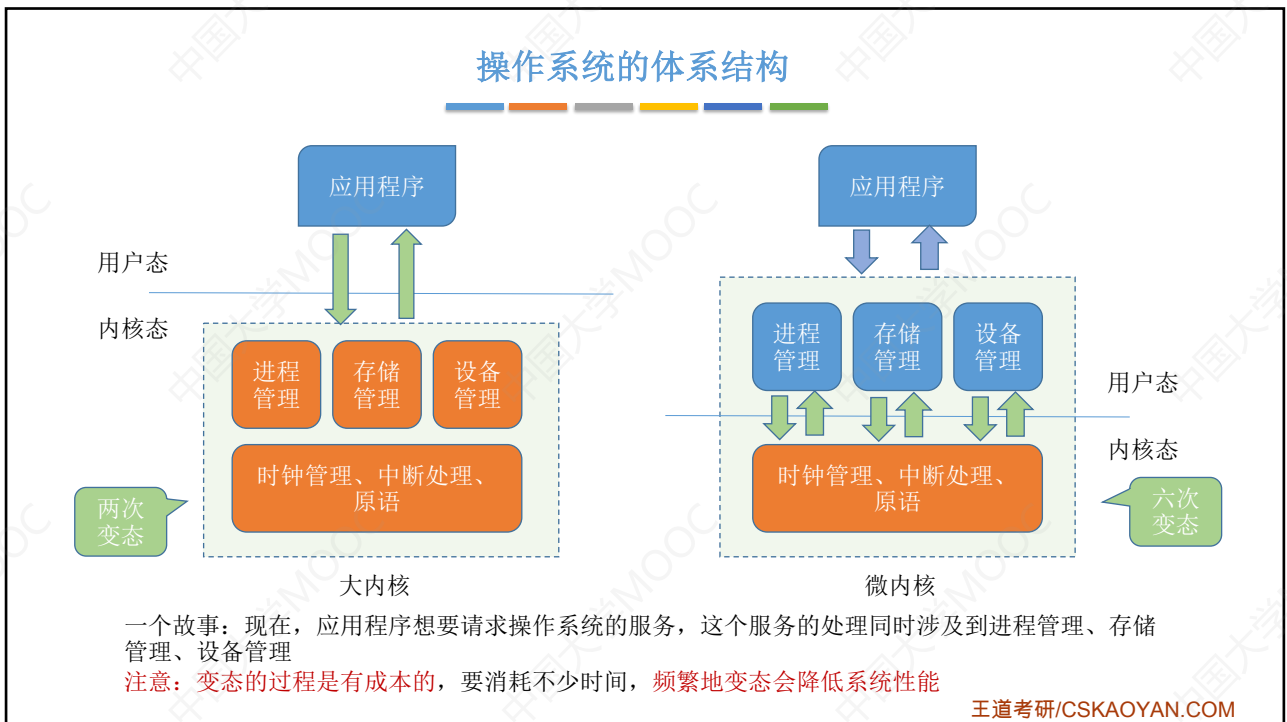 操作系统的体系结构
应用程序
应用程序
用户态
内核态
进程
管理
存储
管理
设备
管理
时钟管理、中断处理、
原语
两次
变态
大内核
进程
管理
存储
管理
设备
管理
用户态
内核态
时钟管理、中断处理、
原语
六次
变态
微内核
一个故事：现在，应用程序想要请求操作系统的服务，这个服务的处理同时涉及到进程管理、存储
管理、设备管理
注意：变态的过程是有成本的，要消耗不少时间，频繁地变态会降低系统性能
王道考研/CSKAOYAN.COM
中国大学MOOC